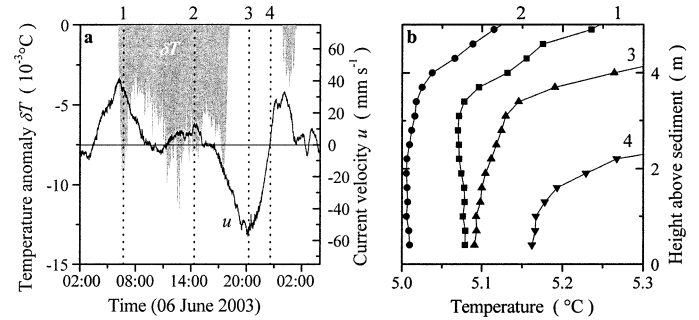 1 2 3 4
a
δT
u
0
-5
-10
-15
Temperature anomaly δT ( 10⁻³°C )
60
40
20
0
-20
-40
-60
Current velocity u ( mm s⁻¹ )
02:00 08:00 14:00 20:00 02:00
Time (06 June 2003)
2 1
b
3
4
4
2
0
Height above sediment ( m )
5.0 5.1 5.2 5.3
Temperature ( °C )